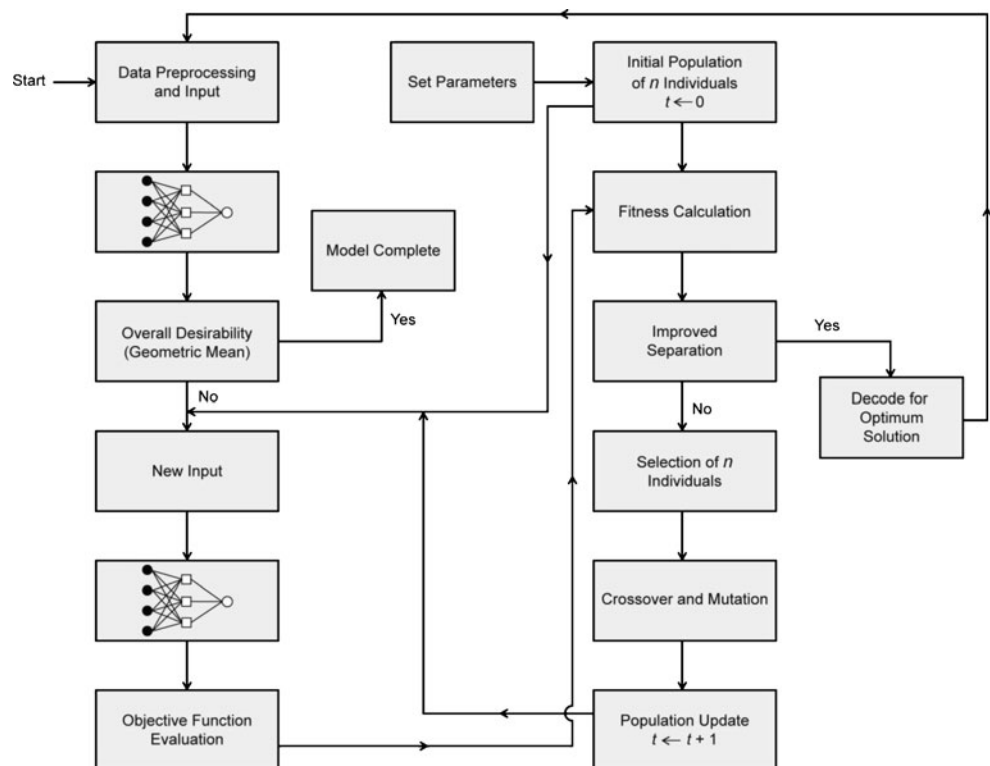 Start
Data Preprocessing
and Input
Set Parameters
Initial Population
of n Individuals
t ← 0
Fitness Calculation
Model Complete
Yes
Overall Desirability
(Geometric Mean)
No
Improved
Separation
Yes
No
Decode for
Optimum
Solution
New Input
Selection of n
Individuals
Crossover and Mutation
Objective Function
Evaluation
Population Update
t ← t + 1